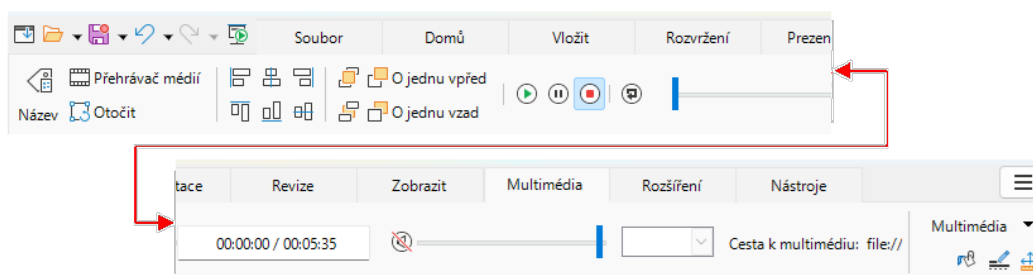 Soubor Domů Vložit Rozvržení Prezen
Přehrávač médií O jednu vpřed
Název Otočit O jednu vzad
tace Revize Zobrazit Multimédia Rozšíření Nástroje
Multimédia
00:00:00 / 00:05:35 Cesta k multimédiu: file://